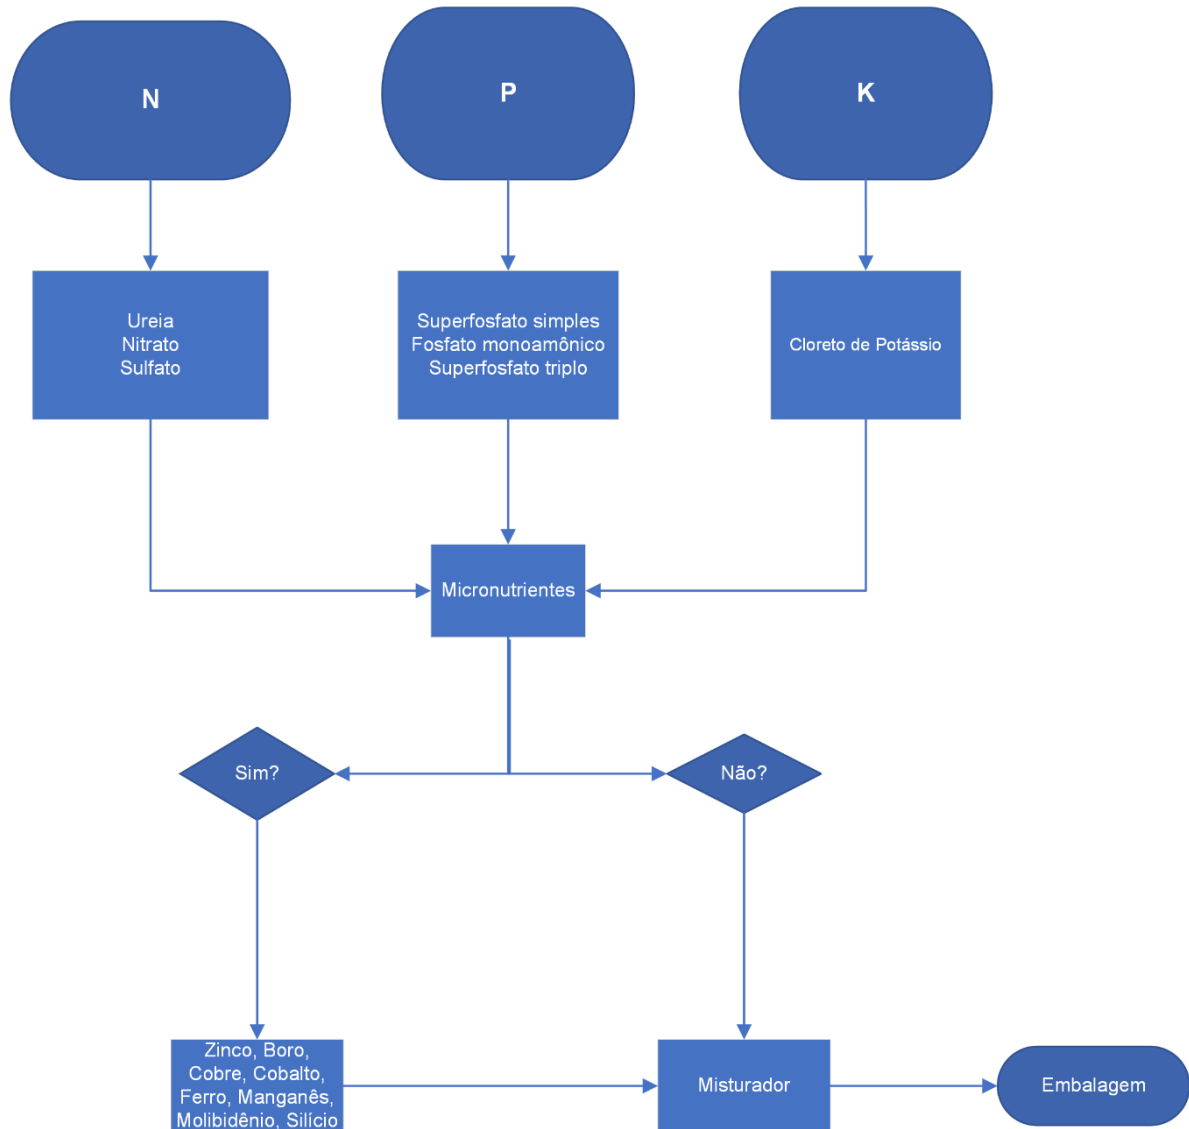 N
P
K
Ureia
Nitrato
Sulfato
Superfosfato simples
Fosfato monoamônico
Superfosfato triplo
Cloreto de Potássio
Micronutrientes
Sim?
Não?
Zinco, Boro,
Cobre, Cobalto,
Ferro, Manganês,
Molibidênio, Silício
Misturador
Embalagem